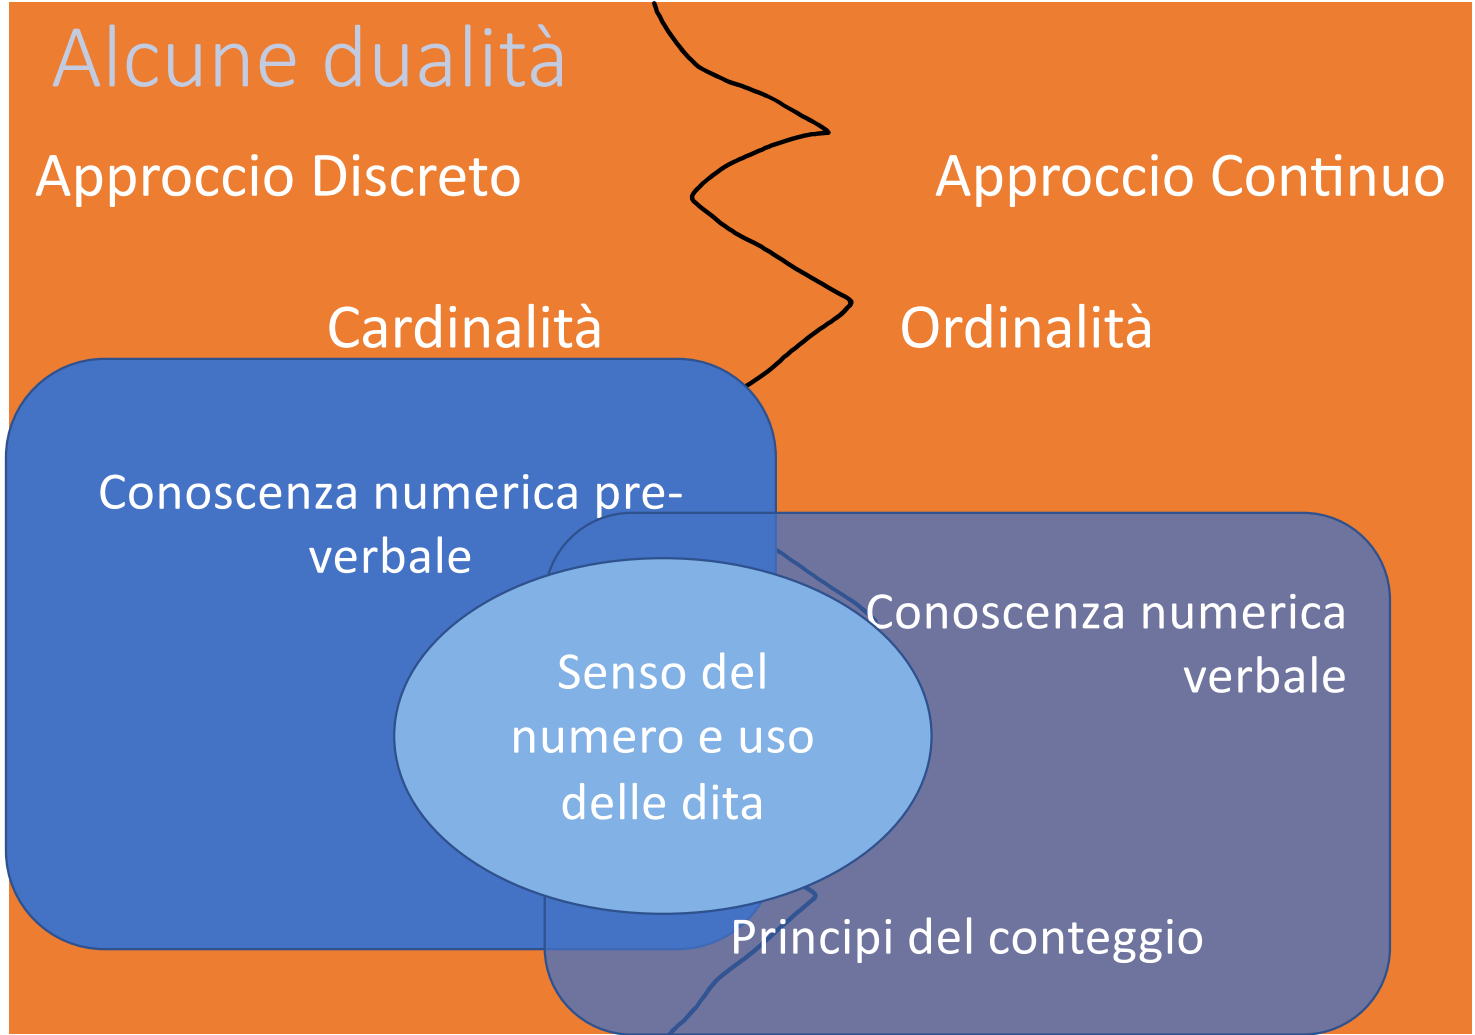 Alcune dualità
Approccio Discreto
Approccio Continuo
Cardinalità
Ordinalità
Conoscenza numerica pre-
verbale
Conoscenza numerica
verbale
Senso del
numero e uso
delle dita
Principi del conteggio